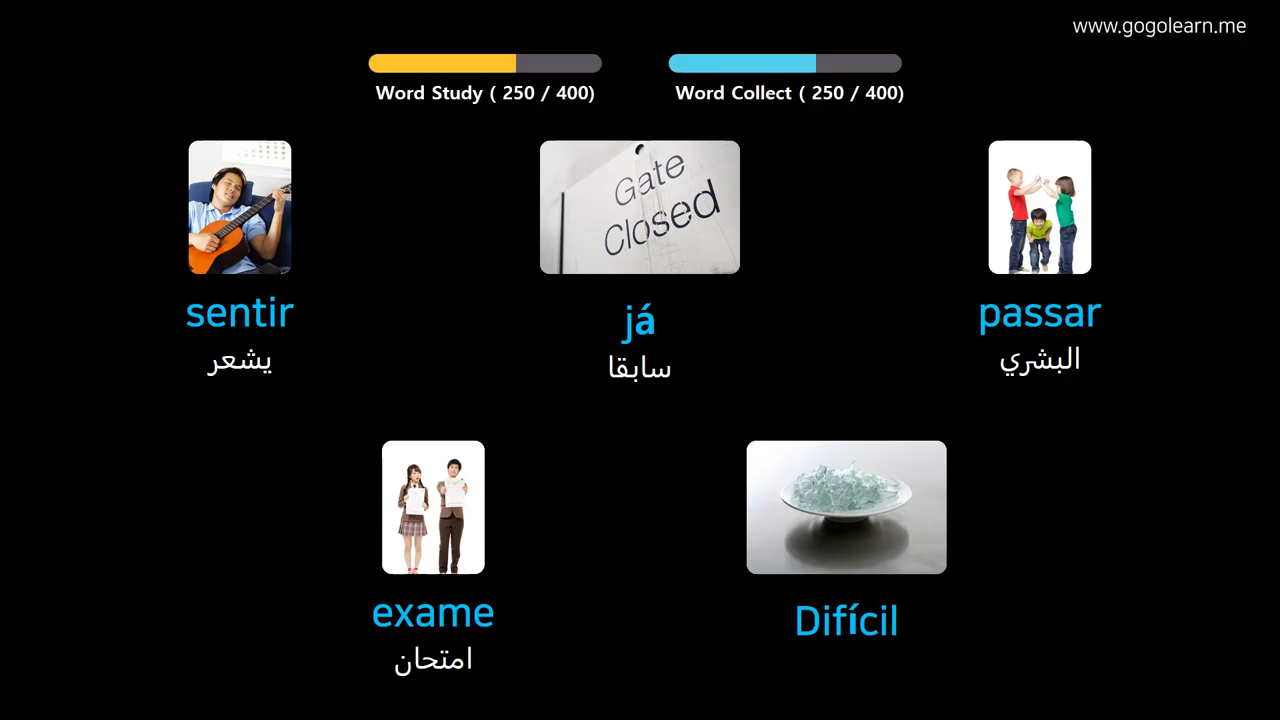 www.gogolearn.me
Word Study ( 250 / 400)
Word Collect ( 250 / 400)
Gate
Closed
sentir
يشعر
já
سابقا
passar
البشري
exame
امتحان
Difícil